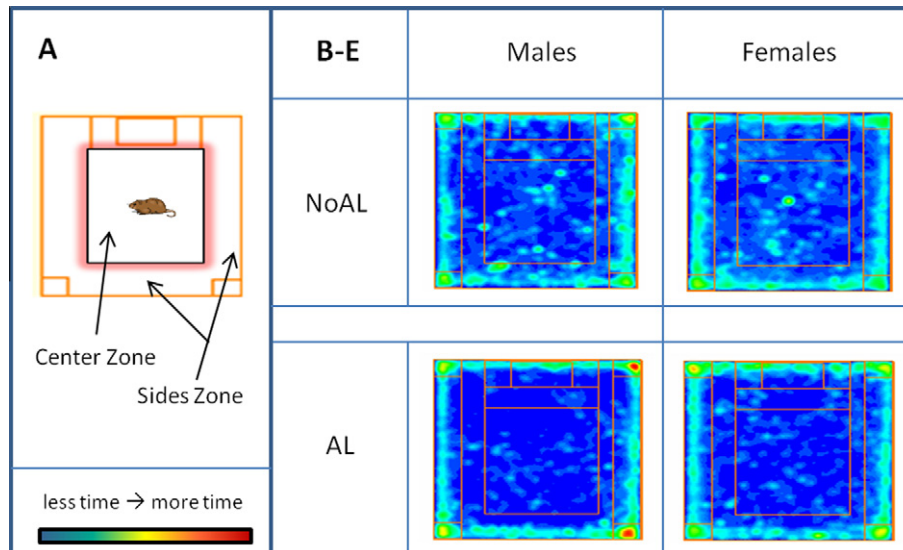 A
Center Zone
Sides Zone
less time → more time
B-E
Males
Females
NoAL
AL